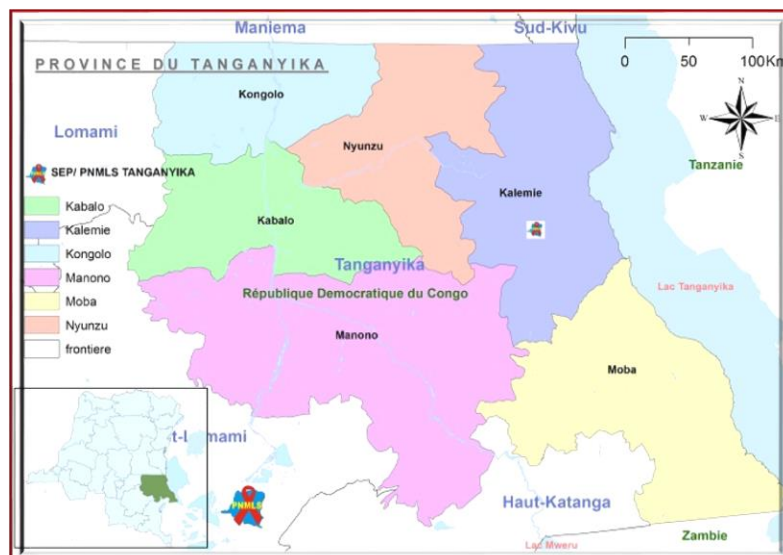 Maniema
Sud-Kivu
PROVINCE DU TANGANYIKA
0 50 100Km
N
W E
S
Kongolo
Lomami
Nyunzu
Tanzanie
SEP/ PNMLS TANGANYIKA
Kalemie
Kabalo
Kalemie
Kongolo
Manono
Moba
Nyunzu
frontiere
Kabalo
Tanganyika
Lac Tanganyika
République Democratique du Congo
Manono
Moba
t-Lomami
PNMLS
Haut-Katanga
Zambie
Lac Mweru